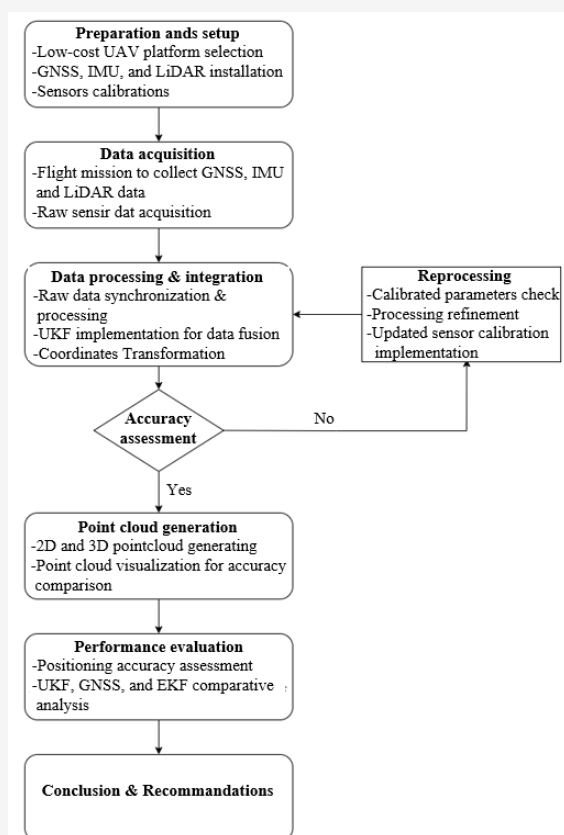 Preparation ands setup
-Low-cost UAV platform selection
-GNSS, IMU, and LiDAR installation
-Sensors calibrations
Data acquisition
-Flight mission to collect GNSS, IMU
and LiDAR data
-Raw sensir dat acquisition
Data processing & integration
-Raw data synchronization &
processing
-UKF implementation for data fusion
-Coordinates Transformation
Reprocessing
-Calibrated parameters check
-Processing refinement
-Updated sensor calibration
implementation
Accuracy
assessment
No
Yes
Point cloud generation
-2D and 3D pointcloud generating
-Point cloud visualization for accuracy
comparison
Performance evaluation
-Positioning accuracy assessment
-UKF, GNSS, and EKF comparative
analysis
Conclusion & Recommendations